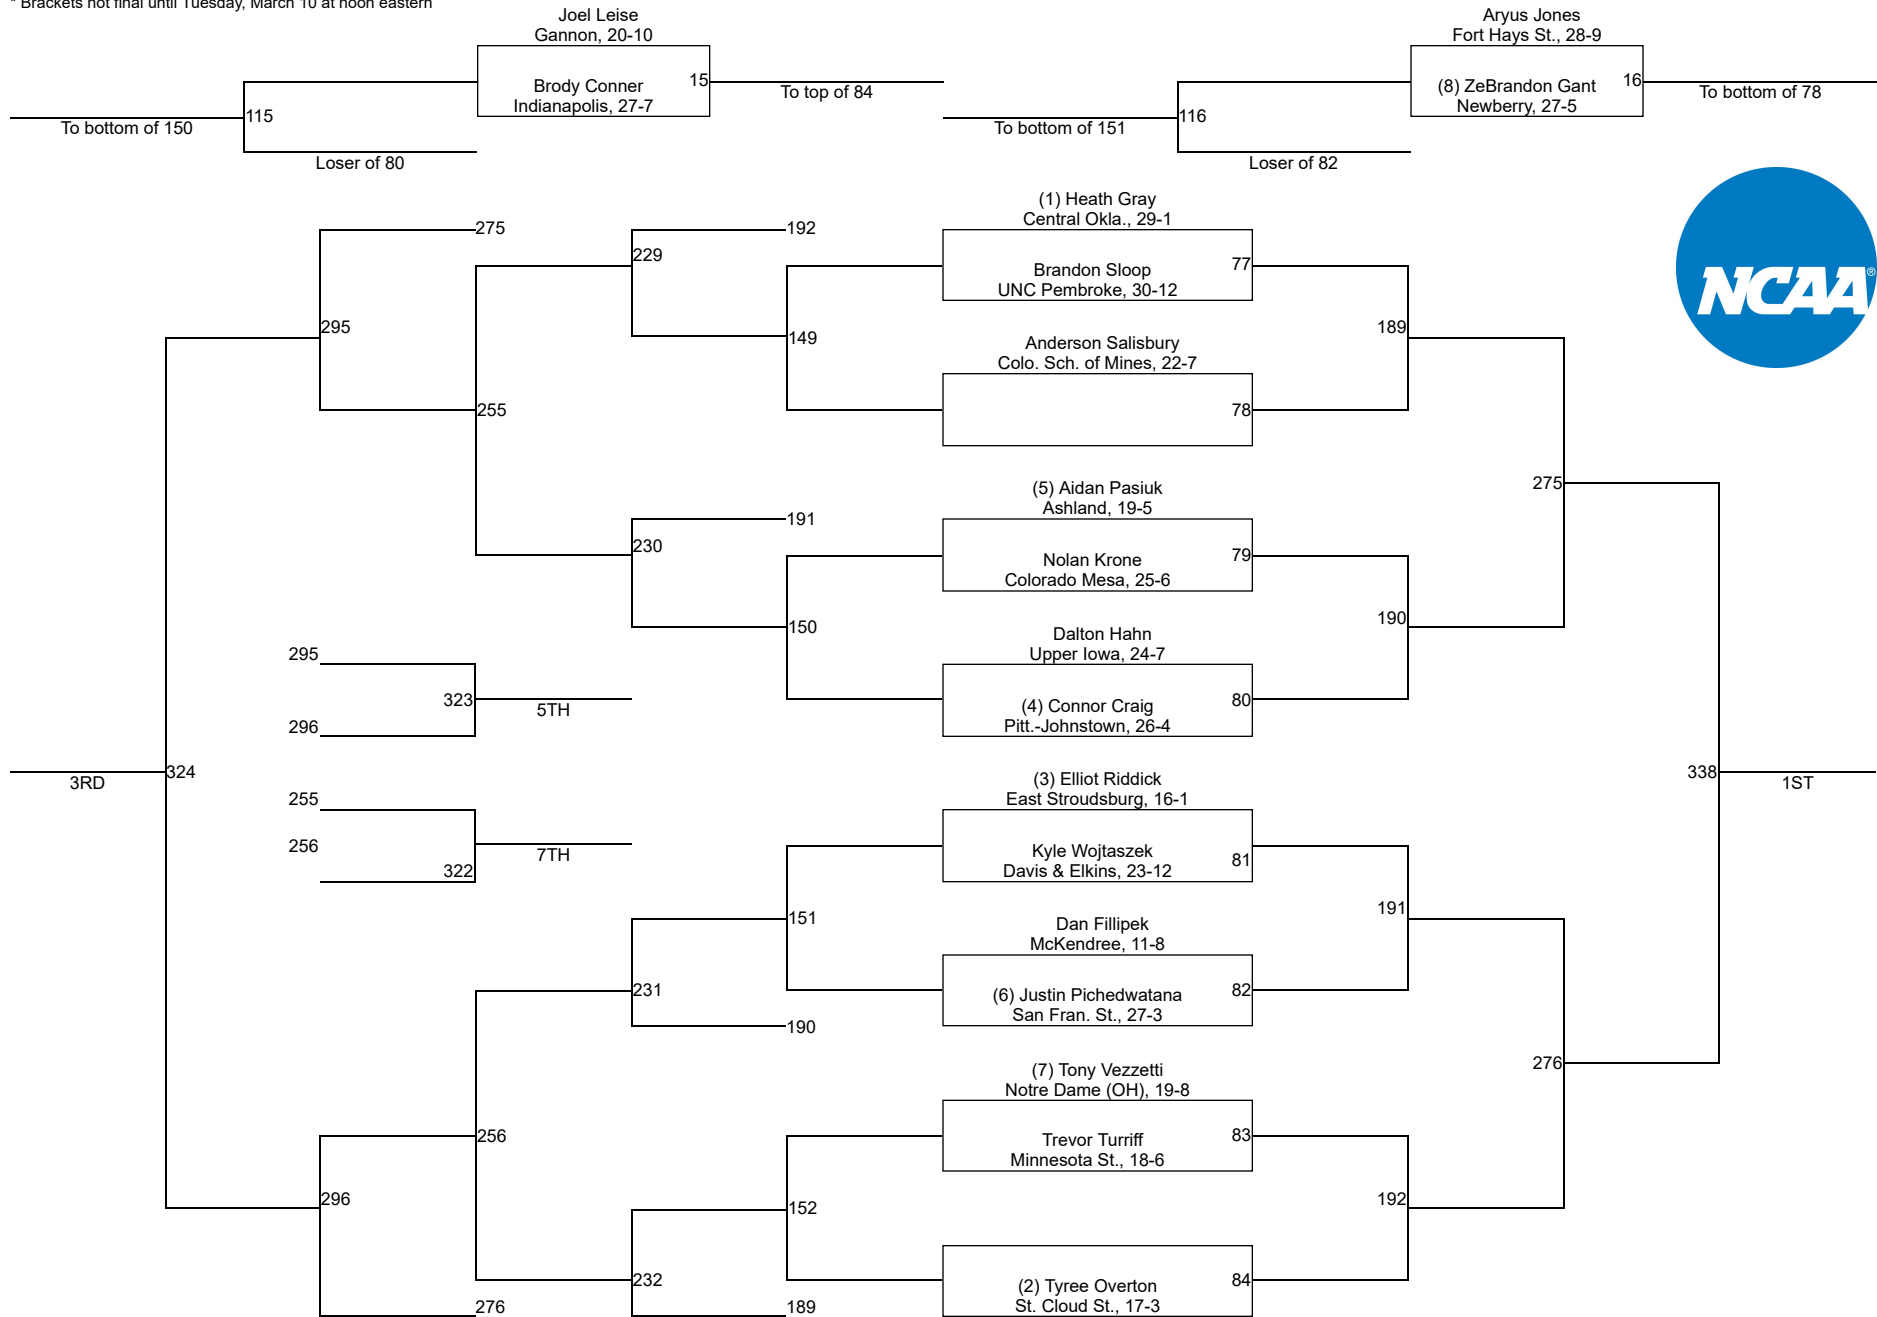 * Brackets not final until Tuesday, March 10 at noon eastern
Joel Leise
Gannon, 20-10
Brody Conner
Indianapolis, 27-7
15
To top of 84
115
To bottom of 150
Loser of 80
Aryus Jones
Fort Hays St., 28-9
(8) ZeBrandon Gant
Newberry, 27-5
16
To bottom of 78
116
To bottom of 151
Loser of 82
NCAA®
(1) Heath Gray
Central Okla., 29-1
275
192
229
Brandon Sloop
UNC Pembroke, 30-12
77
295
149
189
Anderson Salisbury
Colo. Sch. of Mines, 22-7
255
78
(5) Aidan Pasiuk
Ashland, 19-5
275
191
230
Nolan Krone
Colorado Mesa, 25-6
79
150
190
Dalton Hahn
Upper Iowa, 24-7
295
323
5TH
296
(4) Connor Craig
Pitt.-Johnstown, 26-4
80
3RD
324
338
1ST
(3) Elliot Riddick
East Stroudsburg, 16-1
255
256
7TH
322
Kyle Wojtaszek
Davis & Elkins, 23-12
81
151
191
Dan Fillipek
McKendree, 11-8
231
(6) Justin Pichedwatana
San Fran. St., 27-3
82
190
276
(7) Tony Vezzetti
Notre Dame (OH), 19-8
256
Trevor Turriff
Minnesota St., 18-6
83
296
152
192
232
(2) Tyree Overton
St. Cloud St., 17-3
84
276
189